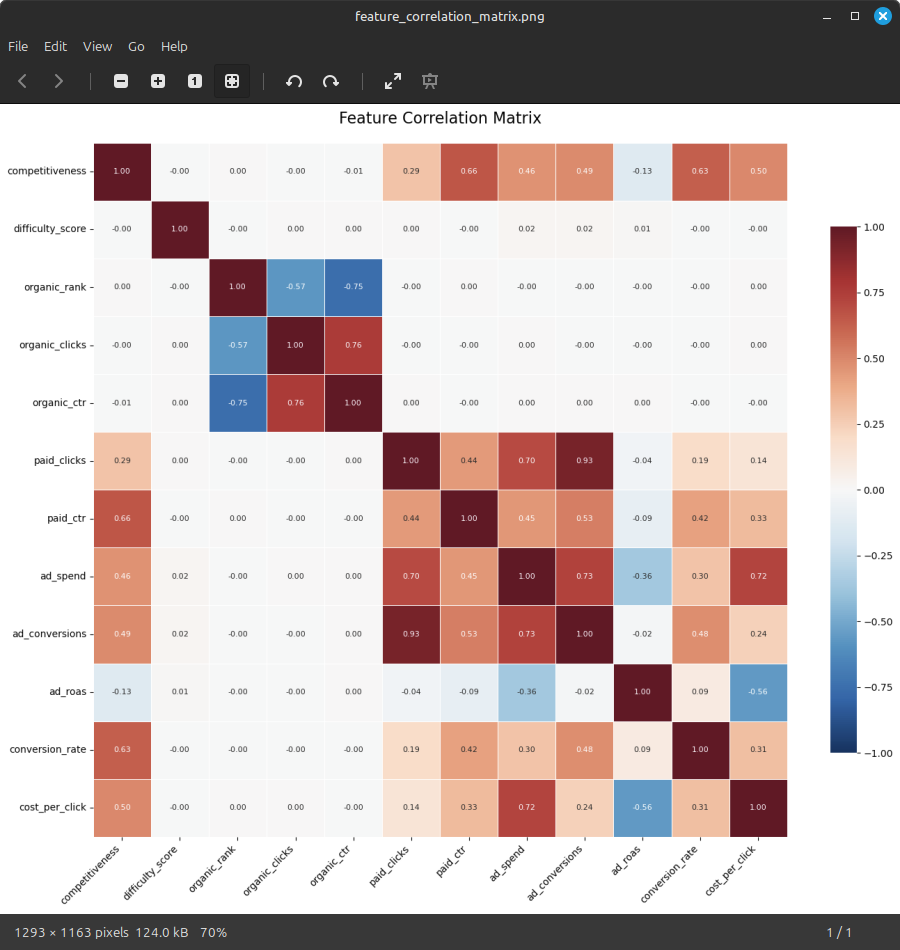 feature_correlation_matrix.png
File Edit View Go Help
1
Feature Correlation Matrix
competitiveness 1.00 -0.00 0.00 -0.00 -0.01 0.29 0.66 0.46 0.49 -0.13 0.63 0.50
difficulty_score -0.00 1.00 -0.00 0.00 0.00 0.00 -0.00 0.02 0.02 0.01 -0.00 -0.00
organic_rank 0.00 -0.00 1.00 -0.57 -0.75 -0.00 0.00 -0.00 -0.00 -0.00 -0.00 0.00
organic_clicks -0.00 0.00 -0.57 1.00 0.76 -0.00 -0.00 0.00 -0.00 -0.00 -0.00 0.00
organic_ctr -0.01 0.00 -0.75 0.76 1.00 0.00 -0.00 0.00 0.00 0.00 -0.00 -0.00
paid_clicks 0.29 0.00 -0.00 -0.00 0.00 1.00 0.44 0.70 0.93 -0.04 0.19 0.14
paid_ctr 0.66 -0.00 0.00 -0.00 -0.00 0.44 1.00 0.45 0.53 -0.09 0.42 0.33
ad_spend 0.46 0.02 -0.00 0.00 0.00 0.70 0.45 1.00 0.73 -0.36 0.30 0.72
ad_conversions 0.49 0.02 -0.00 -0.00 0.00 0.93 0.53 0.73 1.00 -0.02 0.48 0.24
ad_roas -0.13 0.01 -0.00 -0.00 0.00 -0.04 -0.09 -0.36 -0.02 1.00 0.09 -0.56
conversion_rate 0.63 -0.00 -0.00 -0.00 -0.00 0.19 0.42 0.30 0.48 0.09 1.00 0.31
cost_per_click 0.50 -0.00 0.00 0.00 -0.00 0.14 0.33 0.72 0.24 -0.56 0.31 1.00
competitiveness difficulty_score organic_rank organic_clicks organic_ctr paid_clicks paid_ctr ad_spend ad_conversions ad_roas conversion_rate cost_per_click
1.00
0.75
0.50
0.25
0.00
−0.25
−0.50
−0.75
−1.00
1293 × 1163 pixels 124.0 kB 70% 1 / 1